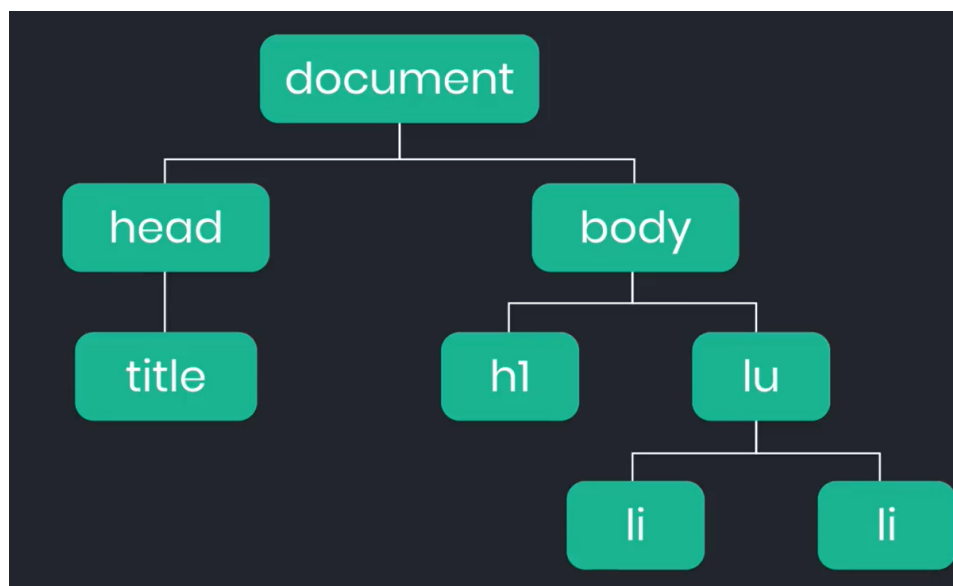 document
head
body
title
h1
lu
li
li